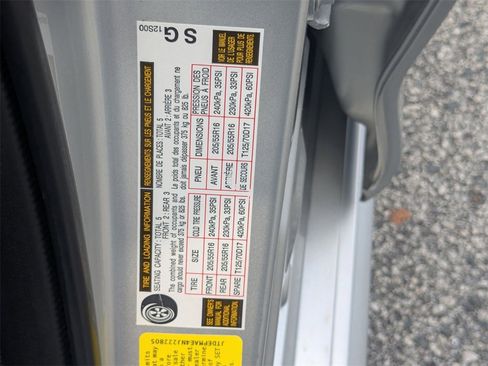 TIRE AND LOADING INFORMATION RENSEIGNEMENTS SUR LES PNEUS ET LE CHARGEMENT
SEATING CAPACITY: TOTAL 5 FRONT 2 : REAR 3
The combined weight of occupants and cargo should never exceed 375 kg or 825 lb.
NOMBRE DE PLACES: TOTAL 5 AVANT 2 : ARRIÈRE 3
Le poids total des occupants et du chargement ne doit jamais dépasser 375 kg ou 825 lb.
TIRE SIZE COLD TIRE PRESSURE PNEU DIMENSIONS PRESSION DES PNEUS À FROID
FRONT 205/55R16 240kPa, 35PSI AVANT 205/55R16 240kPa, 35PSI
REAR 205/55R16 230kPa, 33PSI ARRIÈRE 205/55R16 230kPa, 33PSI
SPARE T125/70D17 420kPa, 60PSI DE SECOURS T125/70D17 420kPa, 60PSI
SEE OWNER'S
MANUAL FOR
ADDITIONAL
INFORMATION
VOIR LE MANUEL
DE L'USAGER
POUR PLUS DE
RENSEIGNEMENTS
S G
12S00